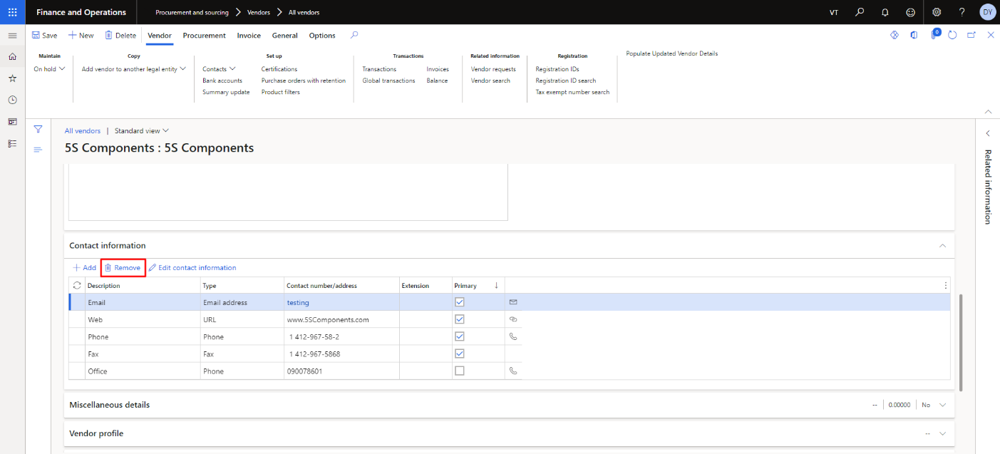 Finance and Operations Procurement and sourcing Vendors All vendors VT DY
Save New Delete Vendor Procurement Invoice General Options 0
Maintain Copy Set up Transactions Related information Registration Populate Updated Vendor Details
On hold Add vendor to another legal entity Contacts Certifications Transactions Invoices Vendor requests Registration IDs
Bank accounts Purchase orders with retention Global transactions Balance Vendor search Registration ID search
Summary update Product filters Tax exempt number search
All vendors | Standard view
5S Components : 5S Components
Related information
Contact information
Add Remove Edit contact information
Description Type Contact number/address Extension Primary
Email Email address testing
Web URL www.5SComponents.com
Phone Phone 1 412-967-58-2
Fax Fax 1 412-967-5868
Office Phone 090078601
Miscellaneous details -- 0.00000 No
Vendor profile --